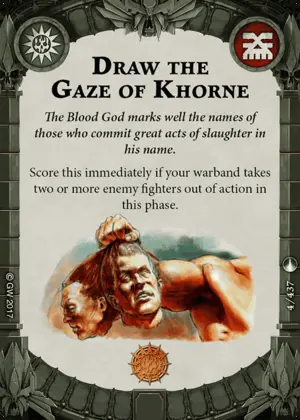 DRAW THE
GAZE OF KHORNE
The Blood God marks well the names of
those who commit great acts of slaughter in
his name.
Score this immediately if your warband takes
two or more enemy fighters out of action in
this phase.
© GW 2017
4/437